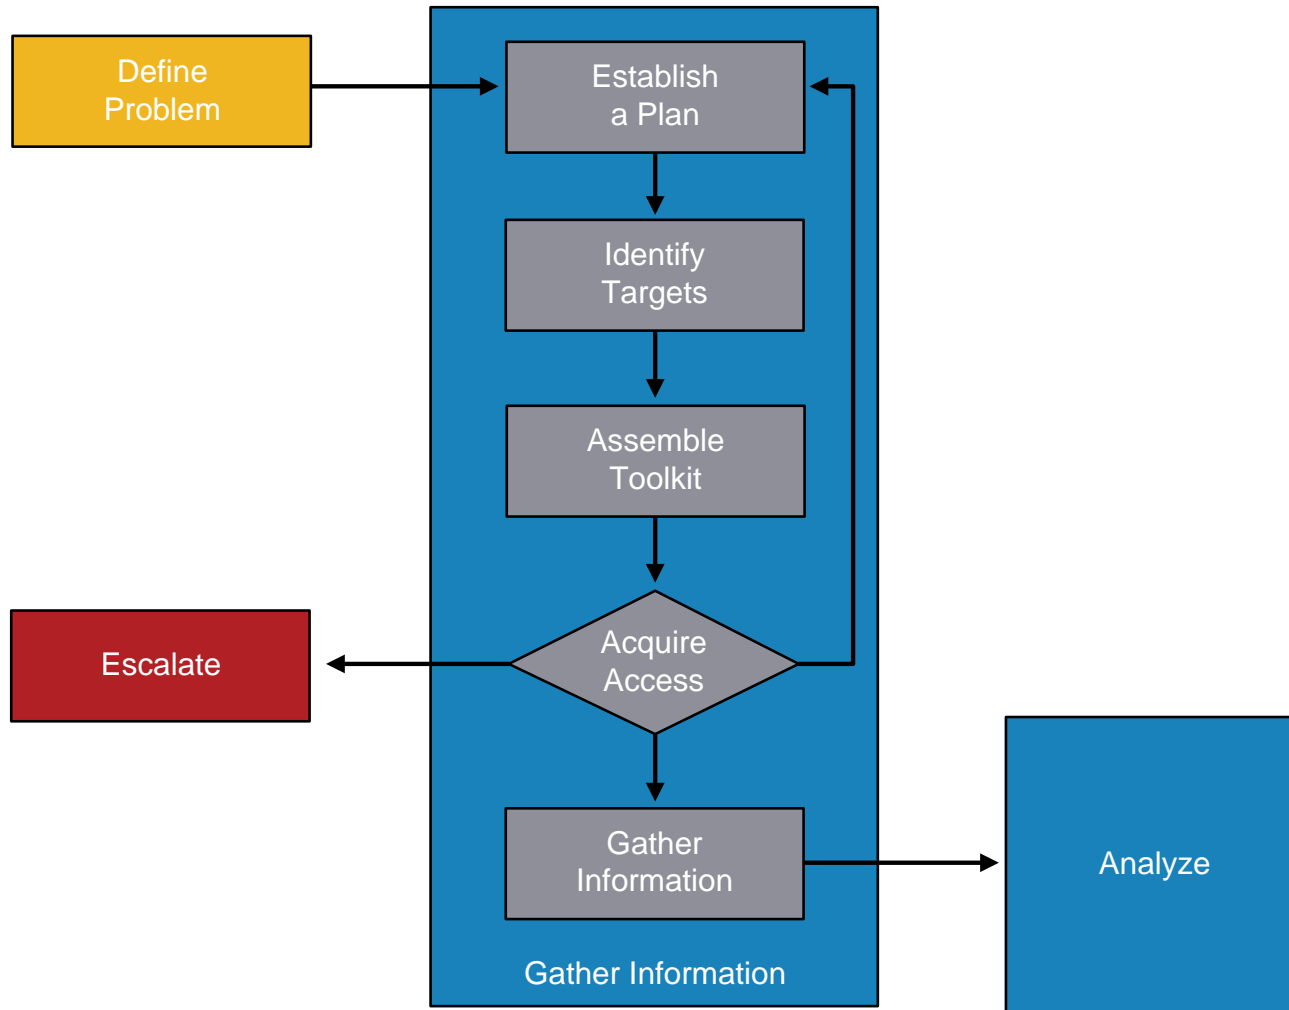 Define
Problem
Establish
a Plan
Identify
Targets
Assemble
Toolkit
Acquire
Access
Escalate
Gather
Information
Analyze
Gather Information